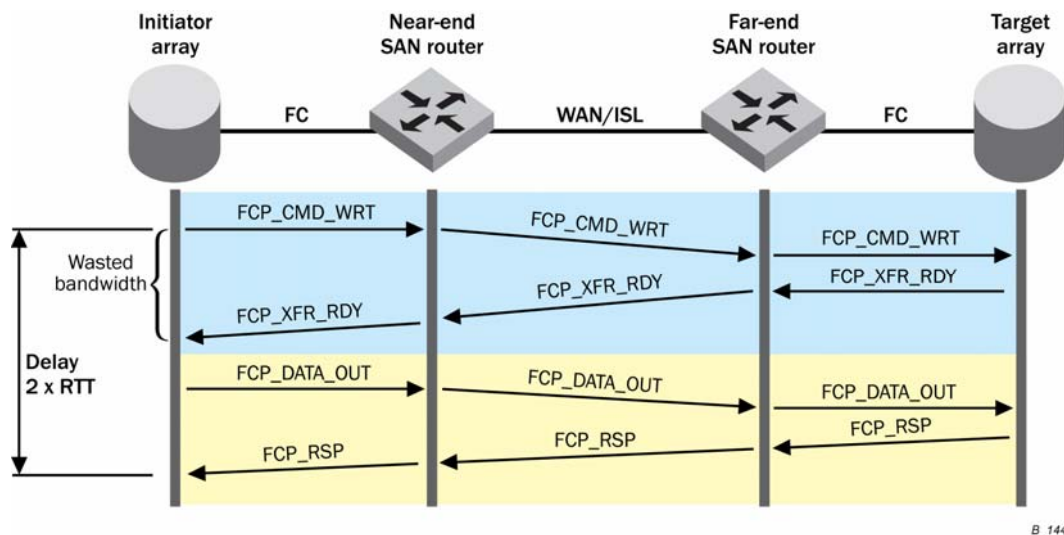 Initiator
array
Near-end
SAN router
Far-end
SAN router
Target
array
FC
WAN/ISL
FC
FCP_CMD_WRT
FCP_CMD_WRT
FCP_CMD_WRT
Wasted
bandwidth
FCP_XFR_RDY
FCP_XFR_RDY
FCP_XFR_RDY
Delay
2 x RTT
FCP_DATA_OUT
FCP_DATA_OUT
FCP_DATA_OUT
FCP_RSP
FCP_RSP
FCP_RSP
B 144